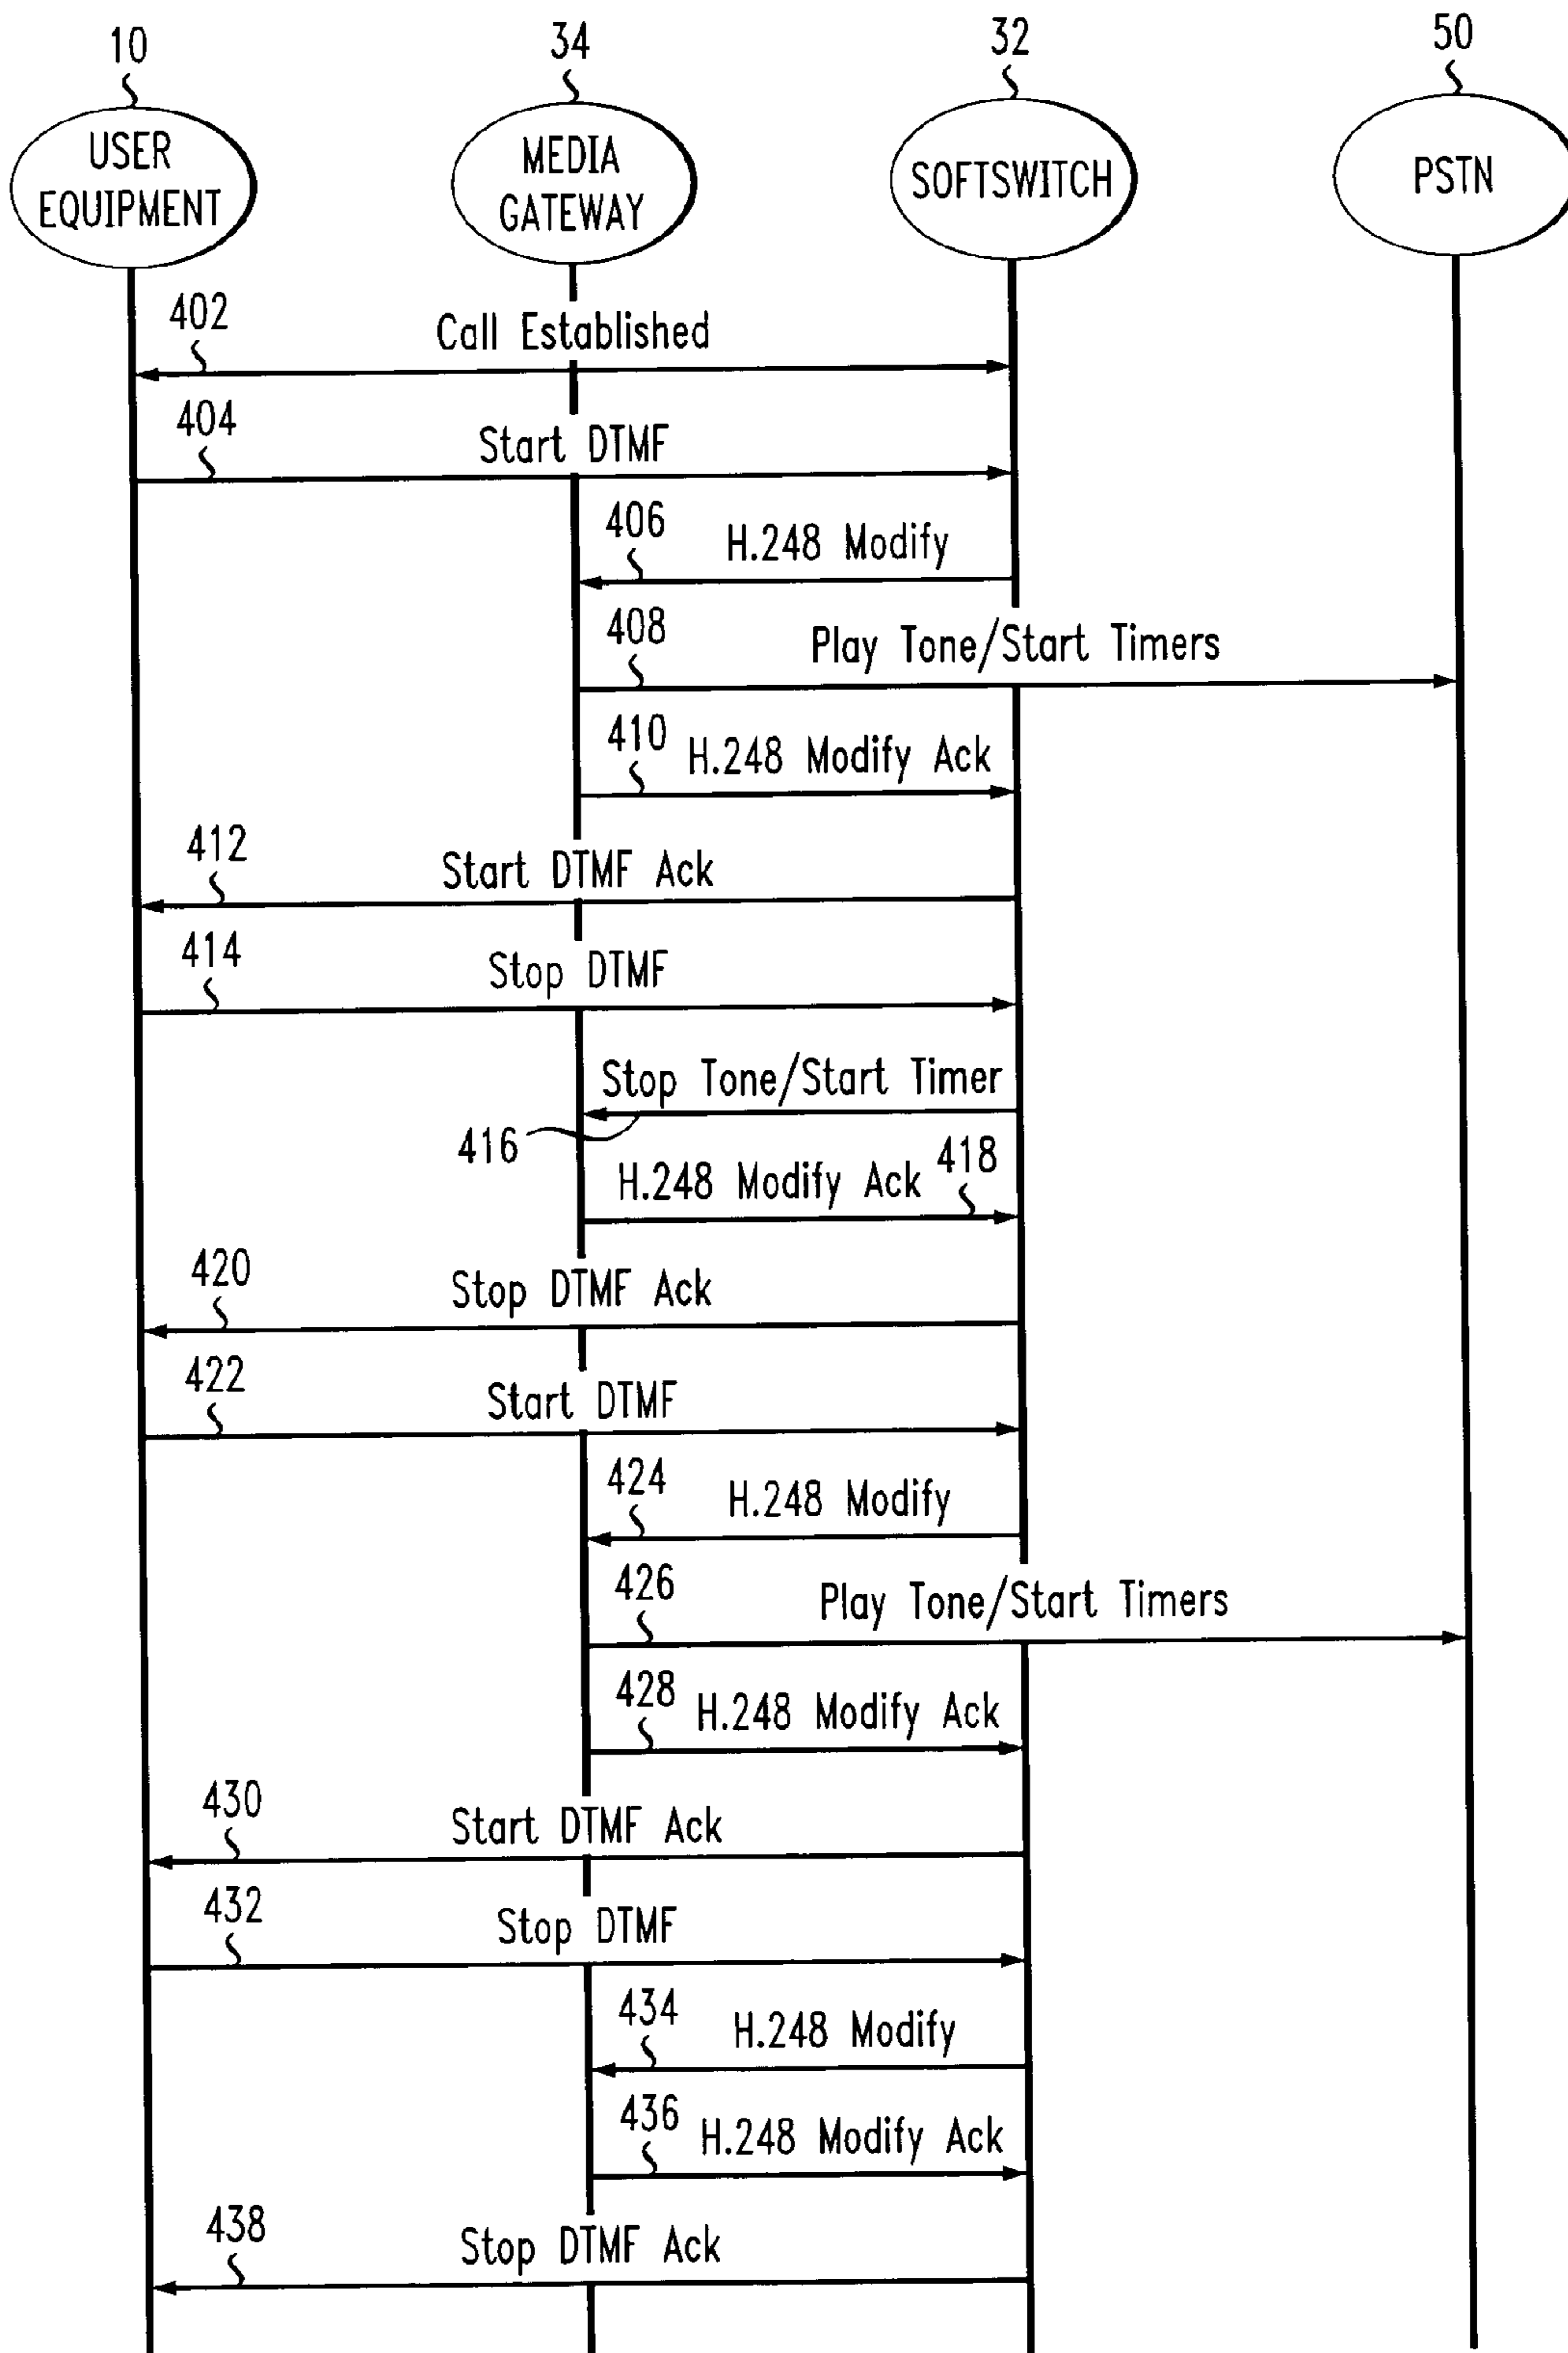 10
34
32
50
USER
EQUIPMENT
MEDIA
GATEWAY
SOFTSWITCH
PSTN
402
Call Established
404
Start DTMF
406
H.248 Modify
408
Play Tone/Start Timers
410
H.248 Modify Ack
412
Start DTMF Ack
414
Stop DTMF
Stop Tone/Start Timer
416
H.248 Modify Ack
418
420
Stop DTMF Ack
422
Start DTMF
424
H.248 Modify
426
Play Tone/Start Timers
428
H.248 Modify Ack
430
Start DTMF Ack
432
Stop DTMF
434
H.248 Modify
436
H.248 Modify Ack
438
Stop DTMF Ack